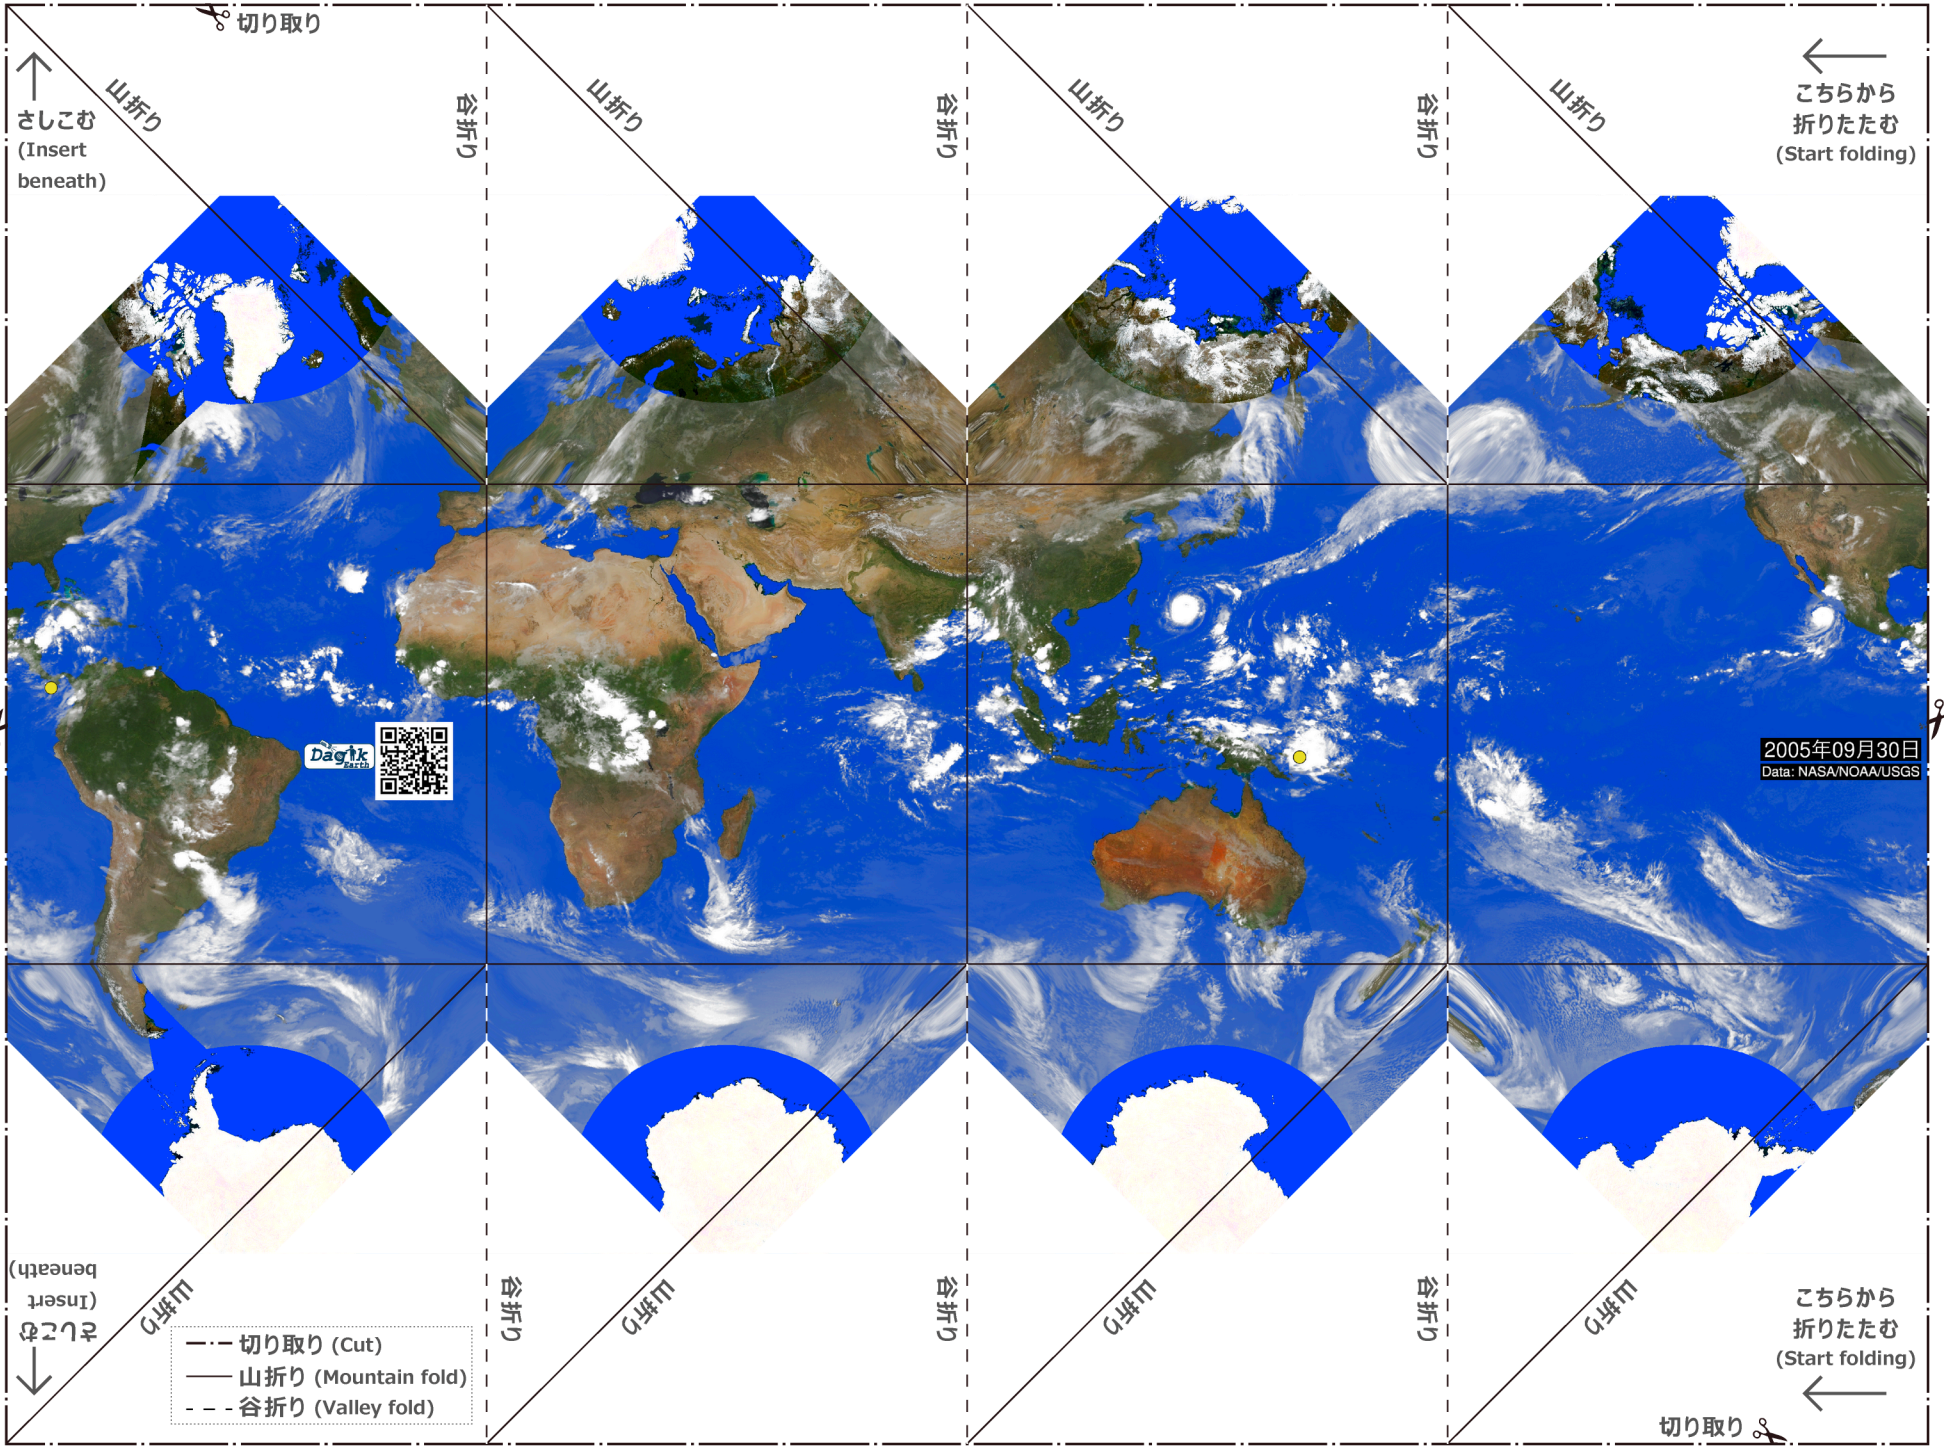 切り取り
山折り
谷折り
山折り
谷折り
山折り
谷折り
山折り
さしこむ
(Insert
beneath)
こちらから
折りたたむ
(Start folding)
Dagik
Earth
2005年09月30日
Data: NASA/NOAA/USGS
さしこむ
(Insert
beneath)
山折り
谷折り
山折り
谷折り
山折り
谷折り
山折り
こちらから
折りたたむ
(Start folding)
切り取り (Cut)
山折り (Mountain fold)
谷折り (Valley fold)
切り取り